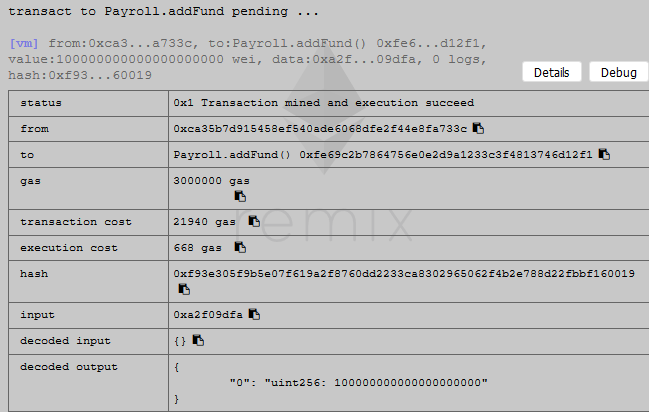 transact to Payroll.addFund pending ...
[vm] from:0xca3...a733c, to:Payroll.addFund() 0xfe6...d12f1,
value:100000000000000000000 wei, data:0xa2f...09dfa, 0 logs,
hash:0xf93...60019
Details Debug
status 0x1 Transaction mined and execution succeed
from 0xca35b7d915458ef540ade6068dfe2f44e8fa733c
to Payroll.addFund() 0xfe69c2b7864756e0e2d9a1233c3f4813746d12f1
gas 3000000 gas
transaction cost 21940 gas
execution cost 668 gas
remix
hash 0xf93e305f9b5e07f619a2f8760dd2233ca8302965062f4b2e788d22fbbf160019
input 0xa2f09dfa
decoded input {}
decoded output {
"0": "uint256: 100000000000000000000"
}